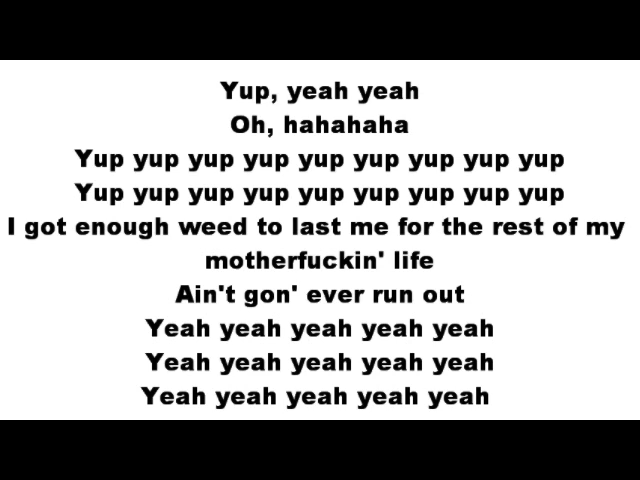 Yup, yeah yeah
Oh, hahahaha
Yup yup yup yup yup yup yup yup yup
Yup yup yup yup yup yup yup yup yup
I got enough weed to last me for the rest of my
motherfuckin' life
Ain't gon' ever run out
Yeah yeah yeah yeah yeah
Yeah yeah yeah yeah yeah
Yeah yeah yeah yeah yeah